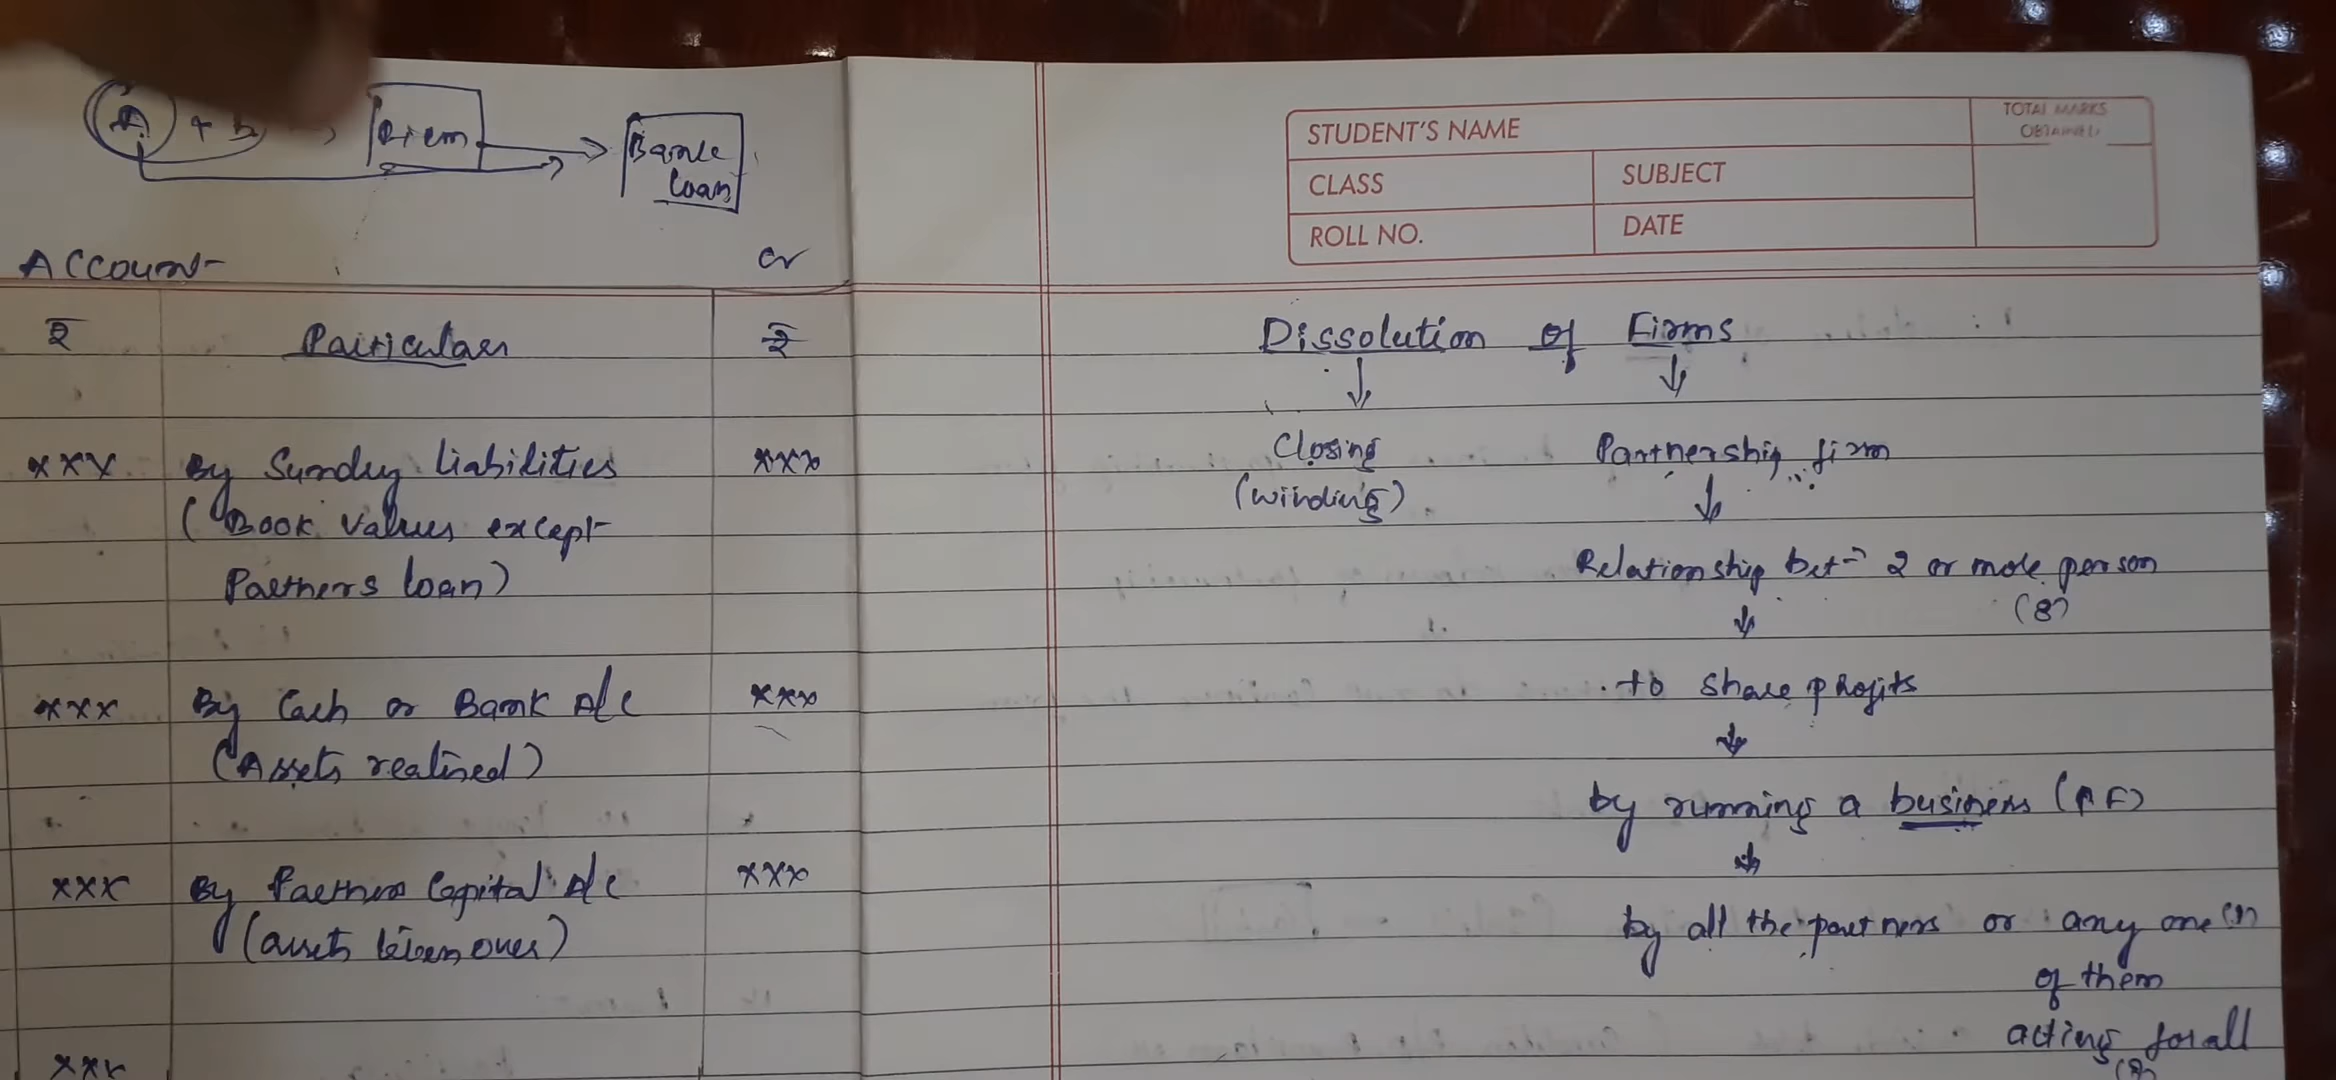 A + b → Firm → Bank
loan
Account
cr
₹ Particulars ₹
xxx By Sundry liabilities xxx
(Book values except
Partners loan)
xxx By Cash or Bank A/c xxx
(Assets realised)
xxx By Partners Capital A/c xxx
(assets taken over)
xxx
STUDENT'S NAME
TOTAL MARKS
OBTAINED
CLASS
SUBJECT
ROLL NO.
DATE
Dissolution of Firms
Closing Partnership firm
(winding)
Relationship bet= 2 or more person
to share profits
by running a business (PF)
by all the partners or any one
of them
acting for all